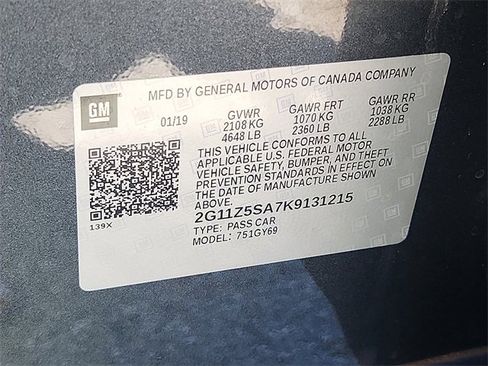 MFD BY GENERAL MOTORS OF CANADA COMPANY
GM
01/19 GVWR GAWR FRT GAWR RR
2108 KG 1070 KG 1038 KG
4648 LB 2360 LB 2288 LB
THIS VEHICLE CONFORMS TO ALL
APPLICABLE U.S. FEDERAL MOTOR
VEHICLE SAFETY, BUMPER, AND THEFT
PREVENTION STANDARDS IN EFFECT ON
THE DATE OF MANUFACTURE SHOWN
ABOVE.
139X
2G11Z5SA7K9131215
TYPE: PASS CAR
MODEL: 751GY69